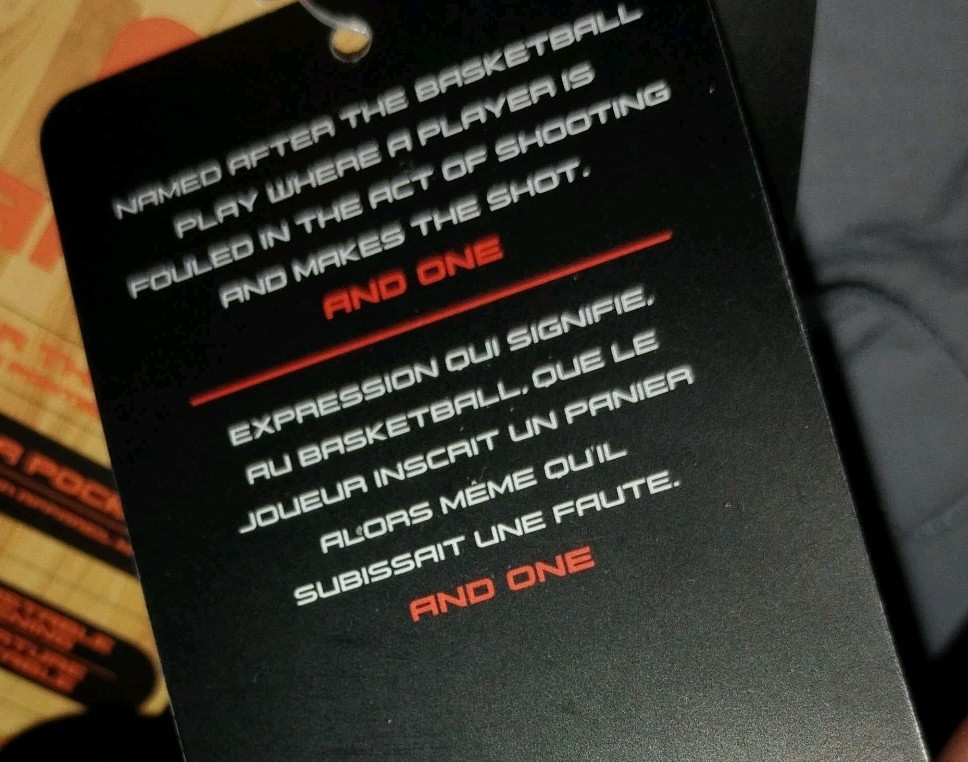 NAMED AFTER THE BASKETBALL
PLAY WHERE A PLAYER IS
FOULED IN THE ACT OF SHOOTING
AND MAKES THE SHOT.
AND ONE
EXPRESSION QUI SIGNIFIE,
AU BASKETBALL, QUE LE
JOUEUR INSCRIT UN PANIER
ALORS MÊME QU'IL
SUBISSAIT UNE FAUTE.
AND ONE